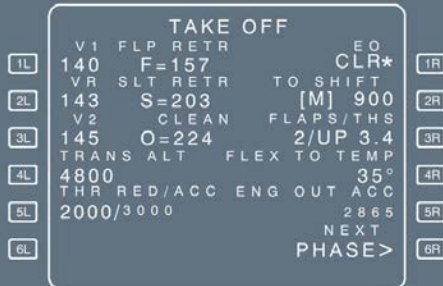 TAKE OFF
V1 FLP RETR EO
1L 140 F=157 CLR* 1R
VR SLT RETR TO SHIFT
2L 143 S=203 [M] 900 2R
V2 CLEAN FLAPS/THS
3L 145 O=224 2/UP 3.4 3R
TRANS ALT FLEX TO TEMP
4L 4800 35° 4R
THR RED/ACC ENG OUT ACC
5L 2000/3000 2865 5R
NEXT
6L PHASE> 6R